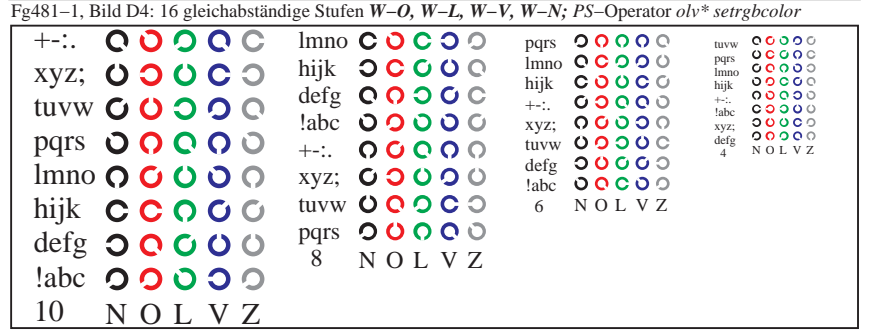 Fg481–1, Bild D4: 16 gleichabständige Stufen W–O, W–L, W–V, W–N; PS–Operator olv* setrgbcolor
+-:.
xyz;
tuvw
pqrs
lmno
hijk
defg
!abc
10 N O L V Z
lmno
hijk
defg
!abc
+-:.
xyz;
tuvw
pqrs
8 N O L V Z
pqrs
lmno
hijk
+-:.
xyz;
tuvw
defg
!abc
6 N O L V Z
tuvw
pqrs
lmno
hijk
+-:.
!abc
xyz;
defg
4 N O L V Z